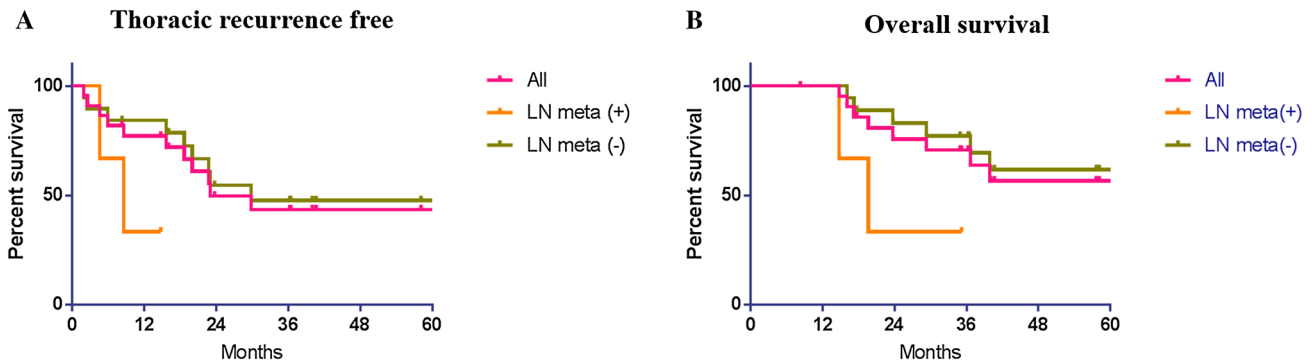 A
Thoracic recurrence free
Percent survival
100
50
0
0 12 24 36 48 60
Months
All
LN meta (+)
LN meta (-)
B
Overall survival
Percent survival
100
50
0
0 12 24 36 48 60
Months
All
LN meta(+)
LN meta(-)